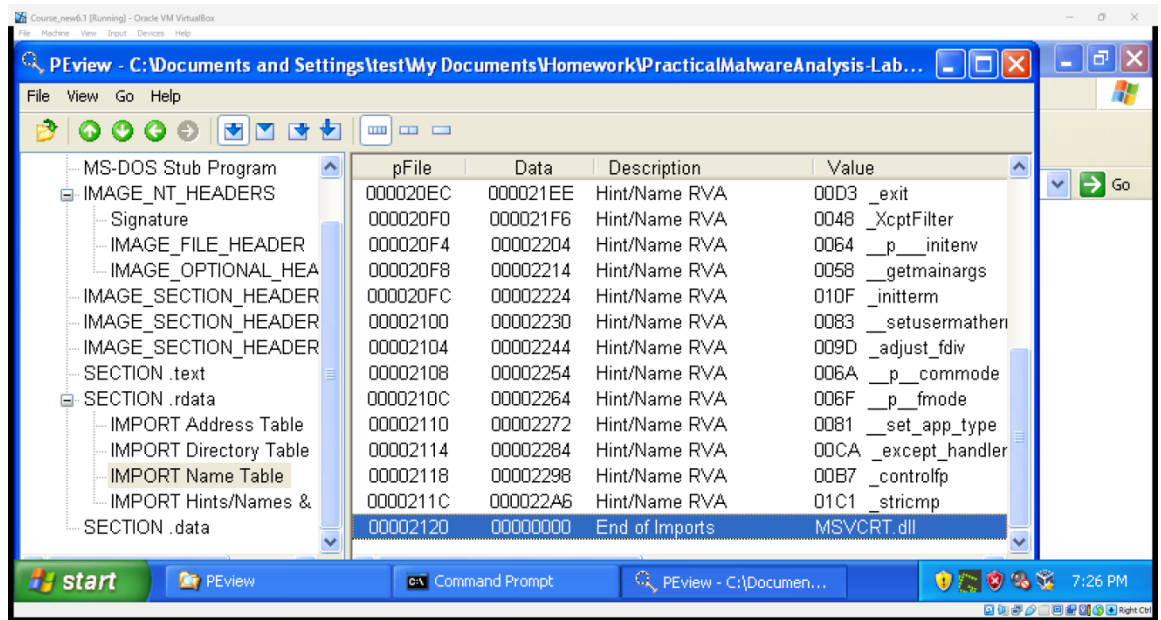 Course_new6.1 [Running] - Oracle VM VirtualBox
File Machine View Input Devices Help
PEview - C:\Documents and Settings\test\My Documents\Homework\PracticalMalwareAnalysis-Lab...
File View Go Help
MS-DOS Stub Program
IMAGE_NT_HEADERS
Signature
IMAGE_FILE_HEADER
IMAGE_OPTIONAL_HEA
IMAGE_SECTION_HEADER
IMAGE_SECTION_HEADER
IMAGE_SECTION_HEADER
SECTION .text
SECTION .rdata
IMPORT Address Table
IMPORT Directory Table
IMPORT Name Table
IMPORT Hints/Names &
SECTION .data
pFile Data Description Value
000020EC 000021EE Hint/Name RVA 00D3 _exit
000020F0 000021F6 Hint/Name RVA 0048 _XcptFilter
000020F4 00002204 Hint/Name RVA 0064 __p___initenv
000020F8 00002214 Hint/Name RVA 0058 __getmainargs
000020FC 00002224 Hint/Name RVA 010F _initterm
00002100 00002230 Hint/Name RVA 0083 __setusermatherr
00002104 00002244 Hint/Name RVA 009D _adjust_fdiv
00002108 00002254 Hint/Name RVA 006A __p__commode
0000210C 00002264 Hint/Name RVA 006F __p__fmode
00002110 00002272 Hint/Name RVA 0081 __set_app_type
00002114 00002284 Hint/Name RVA 00CA _except_handler
00002118 00002298 Hint/Name RVA 00B7 _controlfp
0000211C 000022A6 Hint/Name RVA 01C1 _stricmp
00002120 00000000 End of Imports MSVCRT.dll
Go
start
PEview
Command Prompt
PEview - C:\Documen...
7:26 PM
Right Ctrl